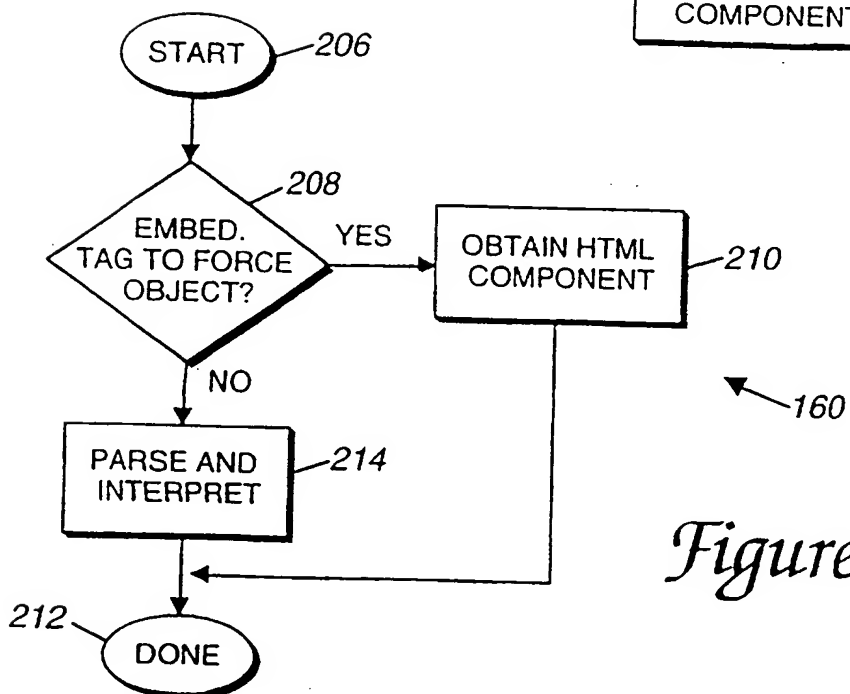 COMPONENT
START
206
208
EMBED.
TAG TO FORCE
OBJECT?
YES
OBTAIN HTML
COMPONENT
210
NO
160
PARSE AND
INTERPRET
214
Figure
212
DONE